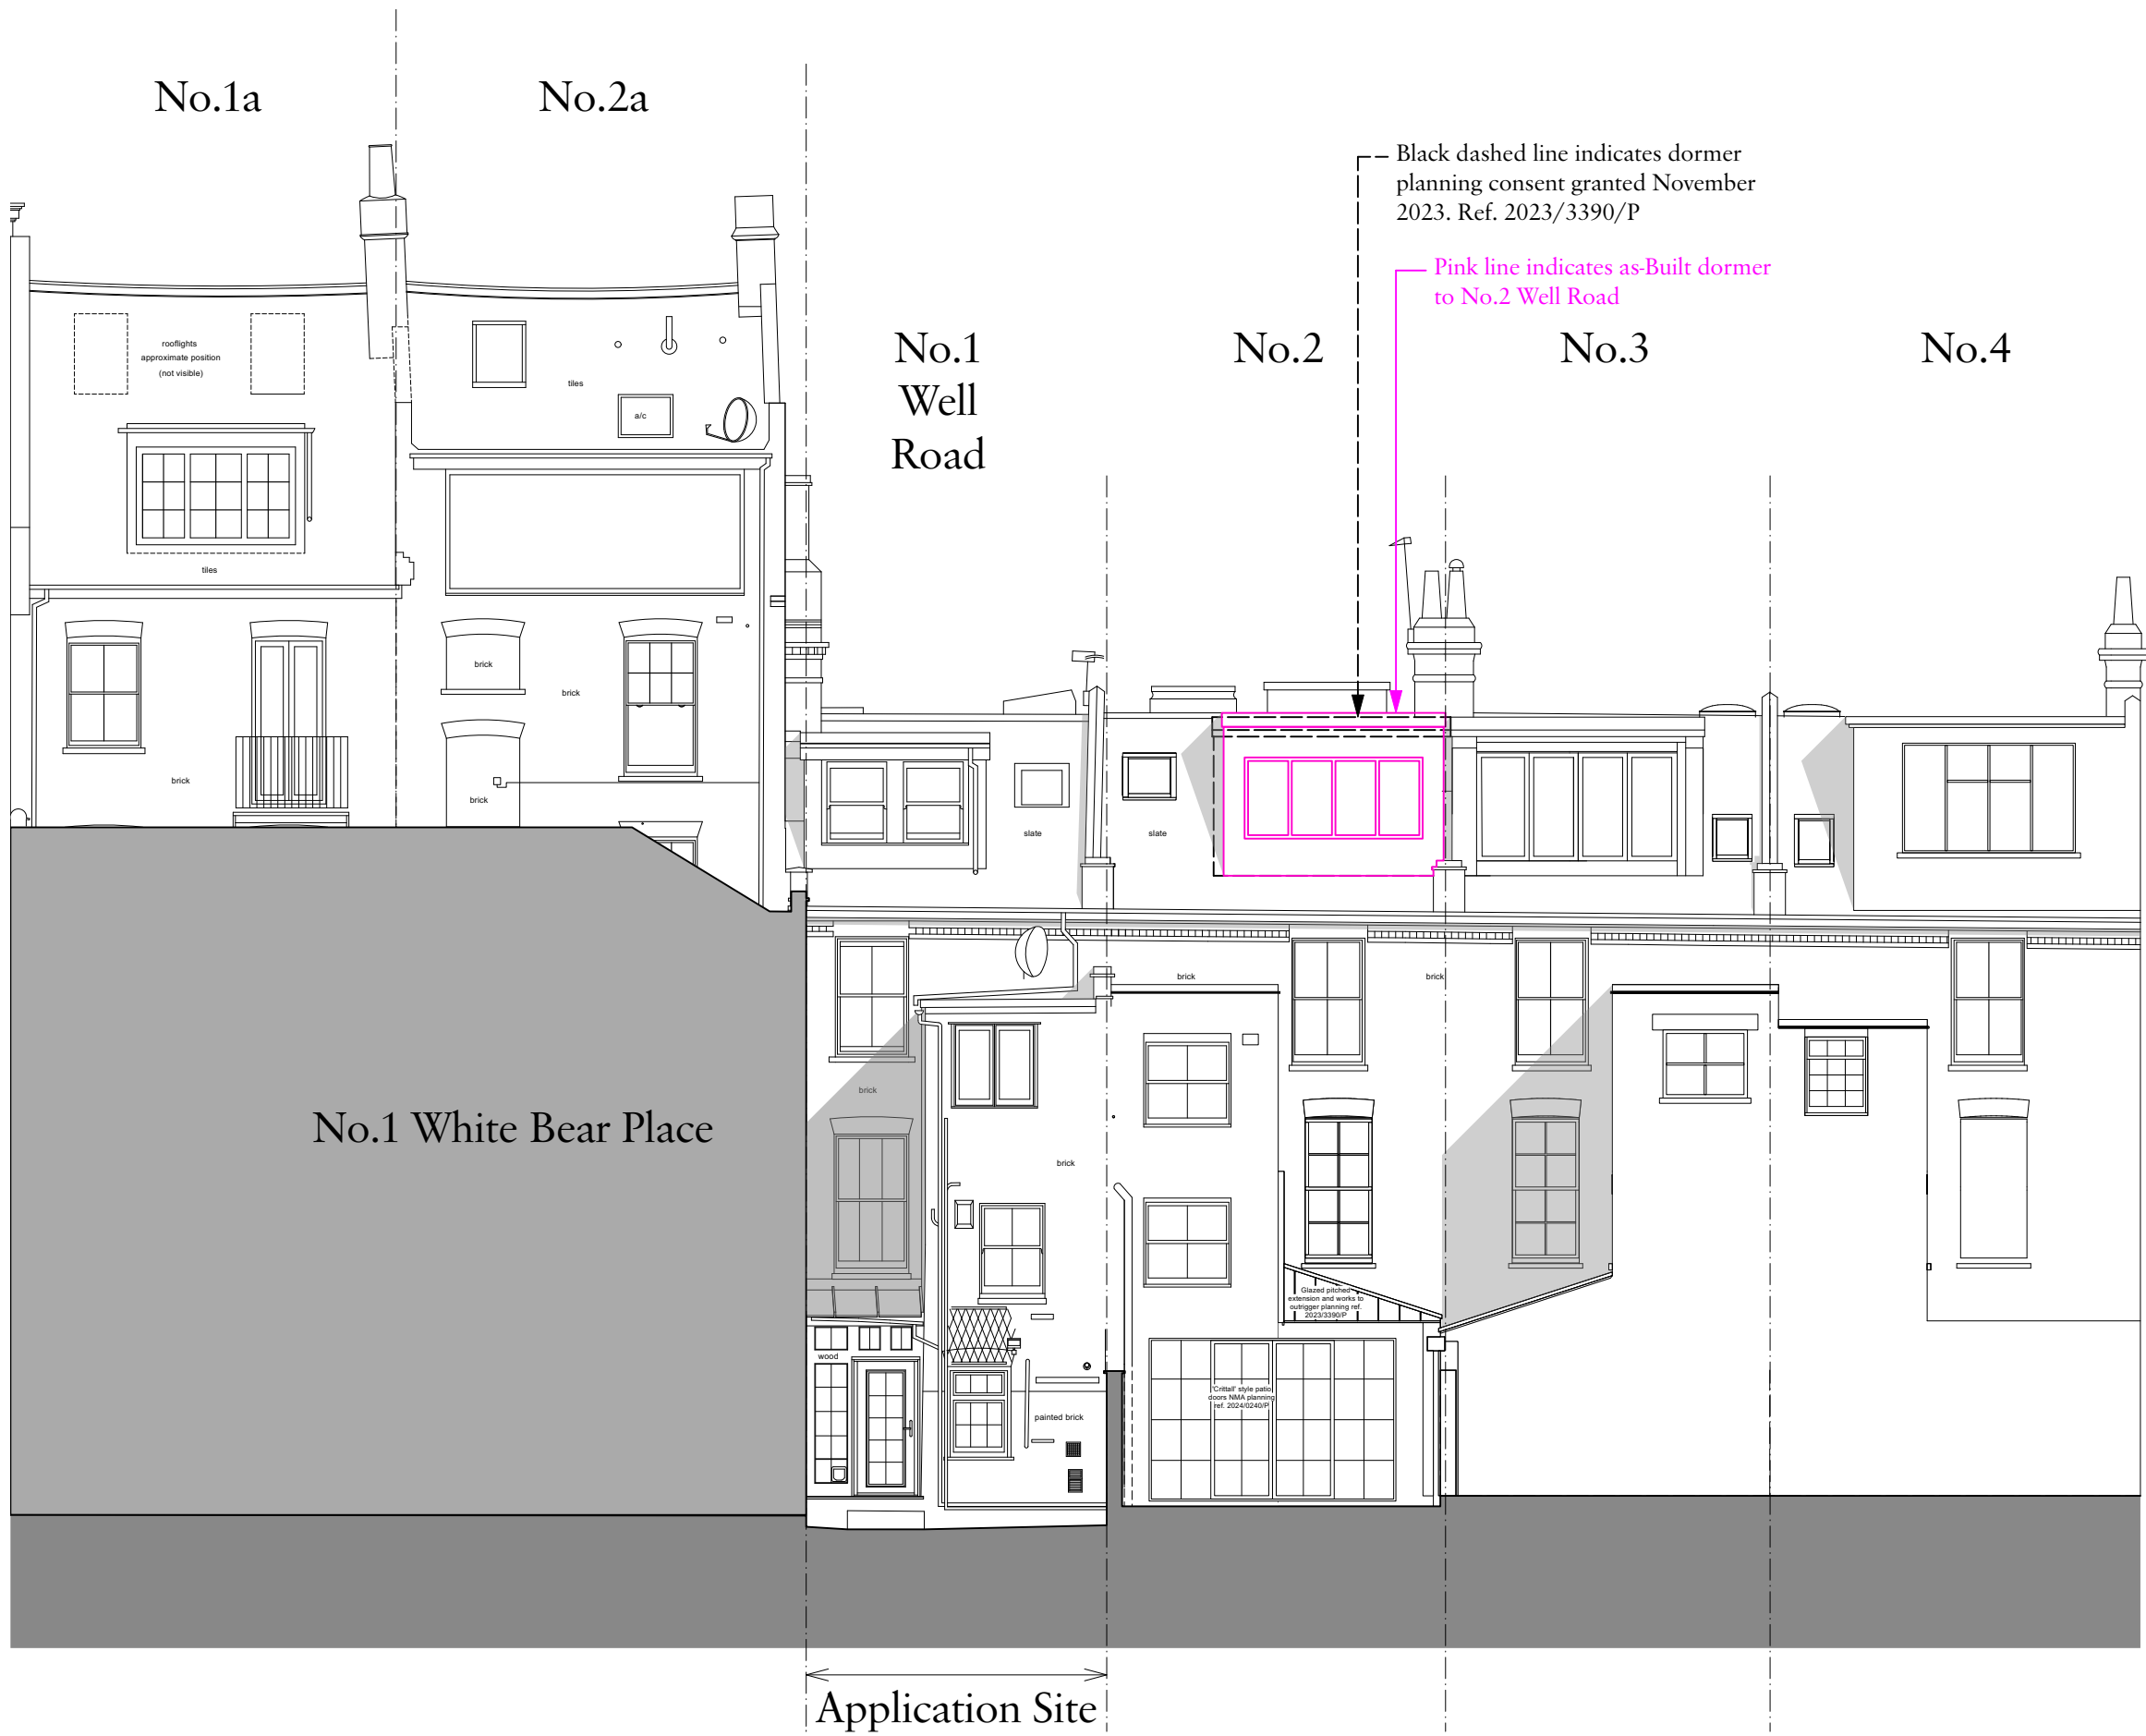 No.1a
No.2a
Black dashed line indicates dormer
planning consent granted November
2023. Ref. 2023/3390/P
Pink line indicates as-Built dormer
to No.2 Well Road
rooflights
approximate position
(not visible)
tiles
a/c
No.1
Well
Road
No.2
No.3
No.4
tiles
brick
brick
brick
brick
slate
slate
brick
brick
brick
No.1 White Bear Place
brick
Glazed pitched
extension and works to
outrigger planning ref.
2023/3390/P
wood
'Crittall' style patio
doors NMA planning
ref. 2024/0240/P
painted brick
Application Site